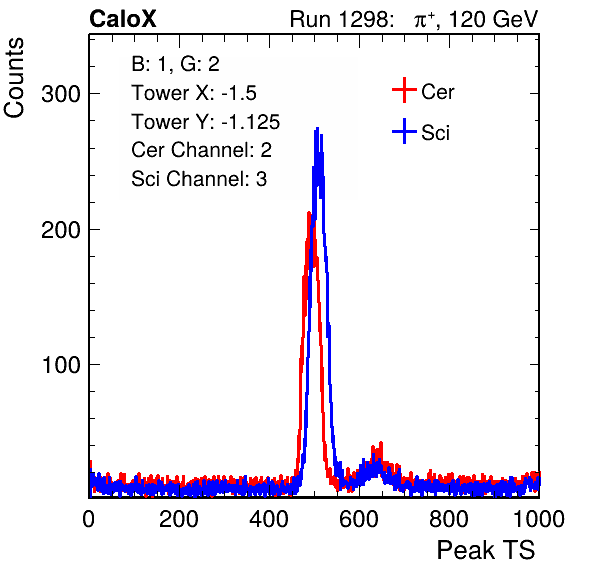 CaloX Run 1298: π⁺, 120 GeV
Counts
B: 1, G: 2
Tower X: -1.5
Tower Y: -1.125
Cer Channel: 2
Sci Channel: 3
Cer
Sci
300
200
100
0 200 400 600 800 1000
Peak TS